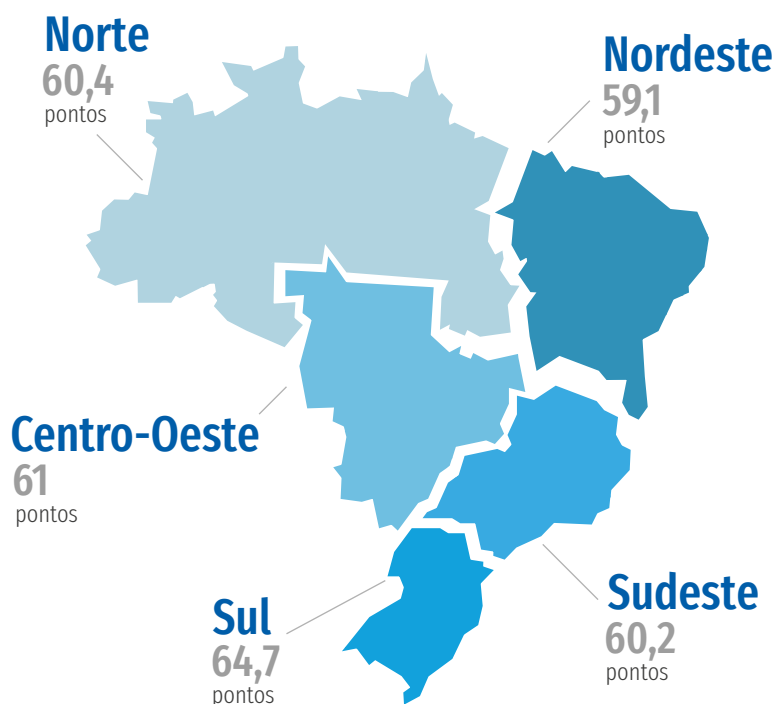 Norte
60,4
pontos
Nordeste
59,1
pontos
Centro-Oeste
61
pontos
Sul
64,7
pontos
Sudeste
60,2
pontos